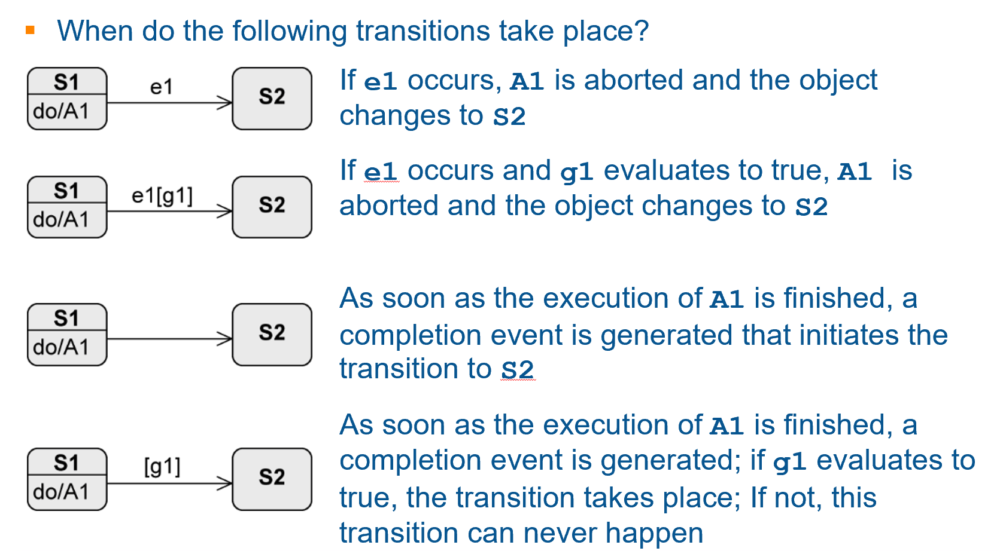 When do the following transitions take place?
S1
do/A1
e1
S2
If e1 occurs, A1 is aborted and the object
changes to S2
S1
do/A1
e1[g1]
S2
If e1 occurs and g1 evaluates to true, A1 is
aborted and the object changes to S2
S1
do/A1
S2
As soon as the execution of A1 is finished, a
completion event is generated that initiates the
transition to S2
S1
do/A1
[g1]
S2
As soon as the execution of A1 is finished, a
completion event is generated; if g1 evaluates to
true, the transition takes place; If not, this
transition can never happen